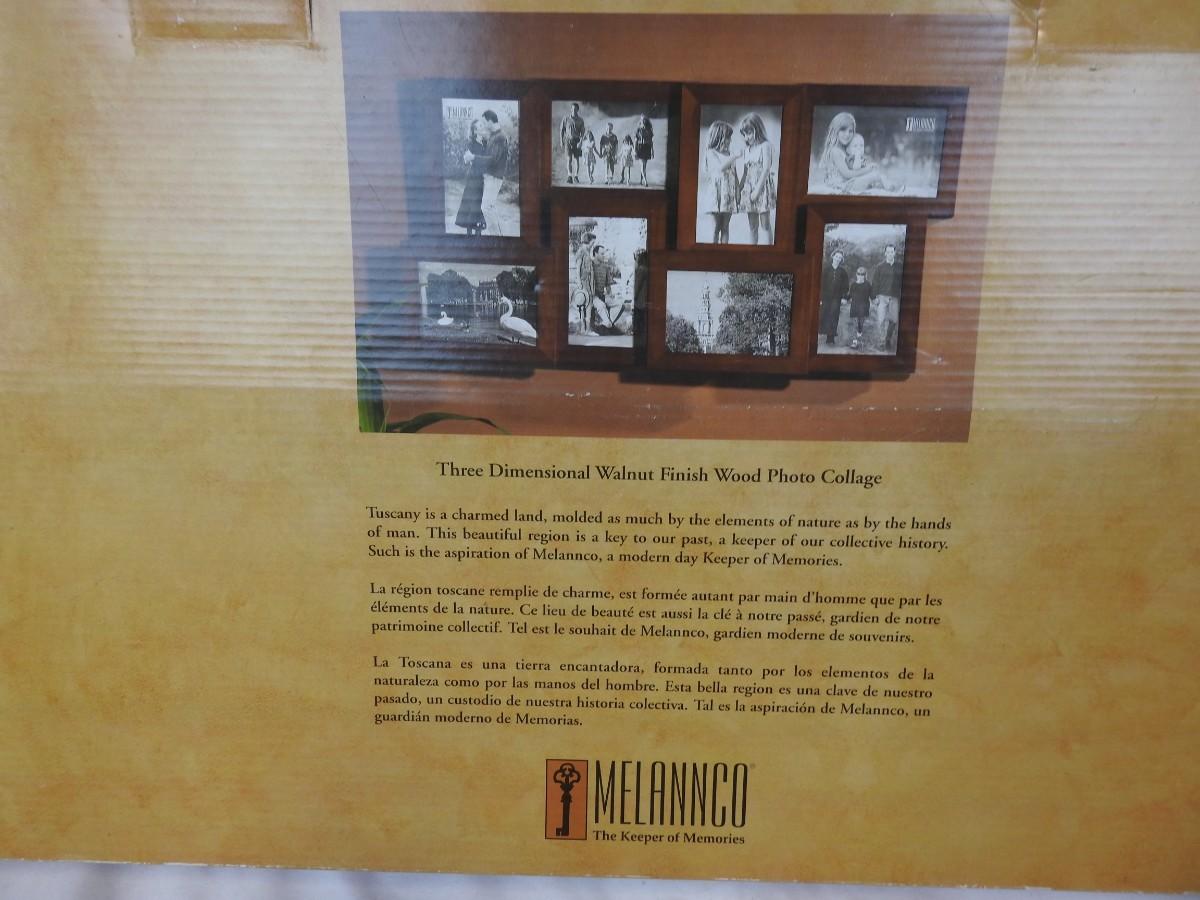 MELANNCO
Three Dimensional Walnut Finish Wood Photo Collage
Tuscany is a charmed land, molded as much by the elements of nature as by the hands
of man. This beautiful region is a key to our past, a keeper of our collective history.
Such is the aspiration of Melannco, a modern day Keeper of Memories.
La région toscane remplie de charme, est formée autant par main d'homme que par les
éléments de la nature. Ce lieu de beauté est aussi la clé à notre passé, gardien de notre
patrimoine collectif. Tel est le souhait de Melannco, gardien moderne de souvenirs.
La Toscana es una tierra encantadora, formada tanto por los elementos de la
naturaleza como por las manos del hombre. Esta bella region es una clave de nuestro
pasado, un custodio de nuestra historia colectiva. Tal es la aspiración de Melannco, un
guardián moderno de Memorias.
MELANNCO®
The Keeper of Memories